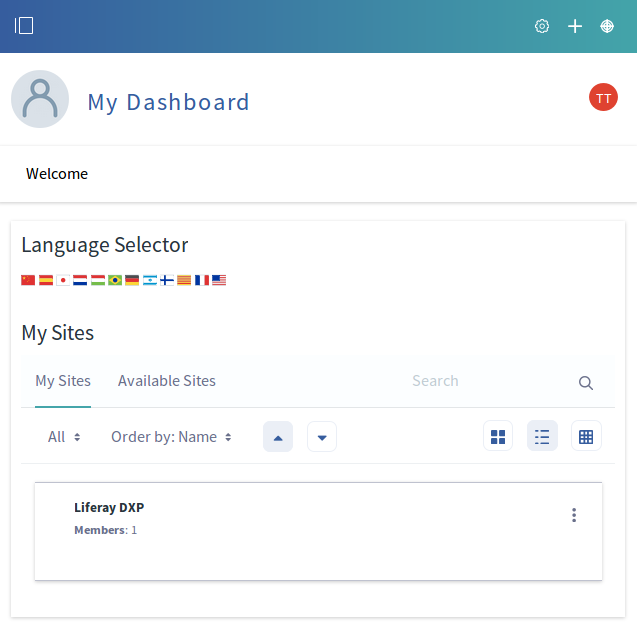 My Dashboard
TT
Welcome
Language Selector
My Sites
My Sites Available Sites Search
All Order by: Name
Liferay DXP
Members: 1